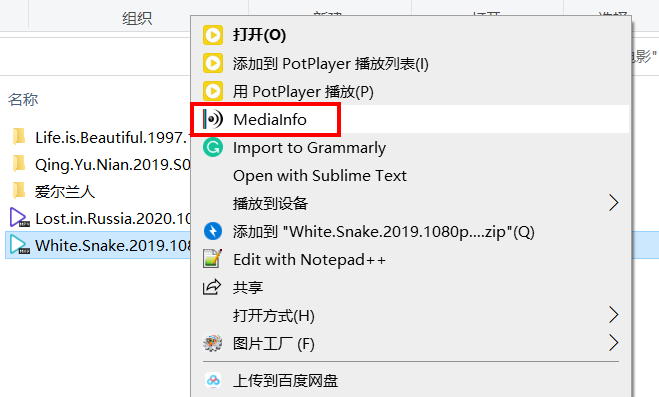 组织
打开(O)
添加到 PotPlayer 播放列表(I)
电影"
用 PotPlayer 播放(P)
名称
MediaInfo
Life.is.Beautiful.1997.
Import to Grammarly
Qing.Yu.Nian.2019.S0
Open with Sublime Text
爱尔兰人
播放到设备
Lost.in.Russia.2020.10
添加到 "White.Snake.2019.1080p....zip"(Q)
White.Snake.2019.108
Edit with Notepad++
共享
打开方式(H)
图片工厂 (F)
上传到百度网盘